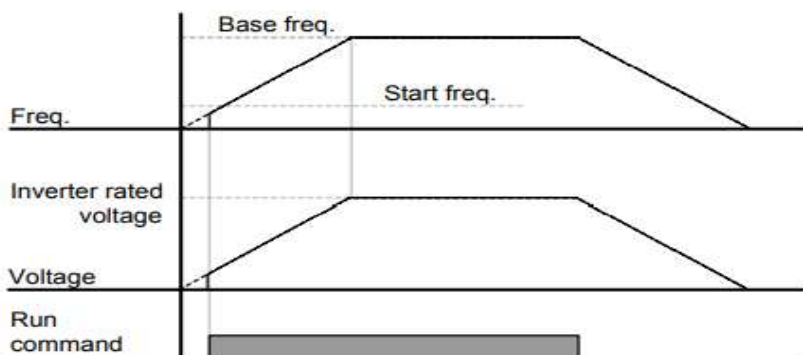 Base freq.
Start freq.
Freq.
Inverter rated
voltage
Voltage
Run
command